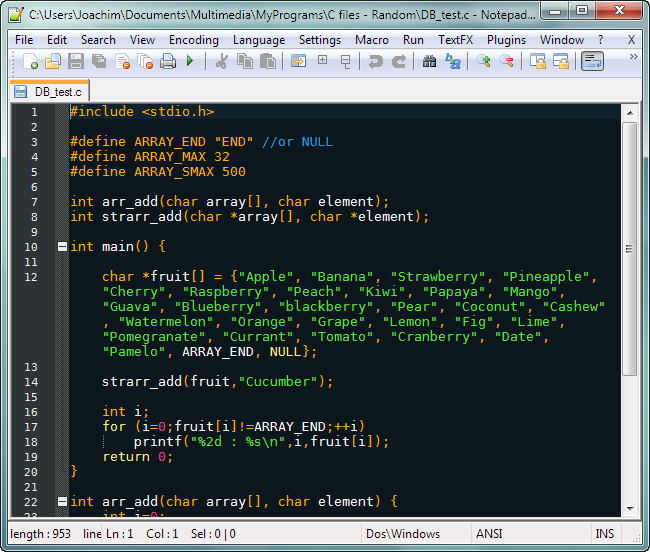 C:\Users\Joachim\Documents\Multimedia\MyPrograms\C files - Random\DB_test.c - Notepad...
File Edit Search View Encoding Language Settings Macro Run TextFX Plugins Window ? X
DB_test.c
1 #include <stdio.h>
2
3 #define ARRAY_END "END" //or NULL
4 #define ARRAY_MAX 32
5 #define ARRAY_SMAX 500
6
7 int arr_add(char array[], char element);
8 int strarr_add(char *array[], char *element);
9
10 int main() {
11
12 char *fruit[] = {"Apple", "Banana", "Strawberry", "Pineapple",
"Cherry", "Raspberry", "Peach", "Kiwi", "Papaya", "Mango",
"Guava", "Blueberry", "blackberry", "Pear", "Coconut", "Cashew"
, "Watermelon", "Orange", "Grape", "Lemon", "Fig", "Lime",
"Pomegranate", "Currant", "Tomato", "Cranberry", "Date",
"Pamelo", ARRAY_END, NULL};
13
14 strarr_add(fruit,"Cucumber");
15
16 int i;
17 for (i=0;fruit[i]!=ARRAY_END;++i)
18 printf("%2d : %s\n",i,fruit[i]);
19 return 0;
20 }
21
22 int arr_add(char array[], char element) {
23 int i=0;
length : 953 line Ln : 1 Col : 1 Sel : 0 | 0 Dos\Windows ANSI INS